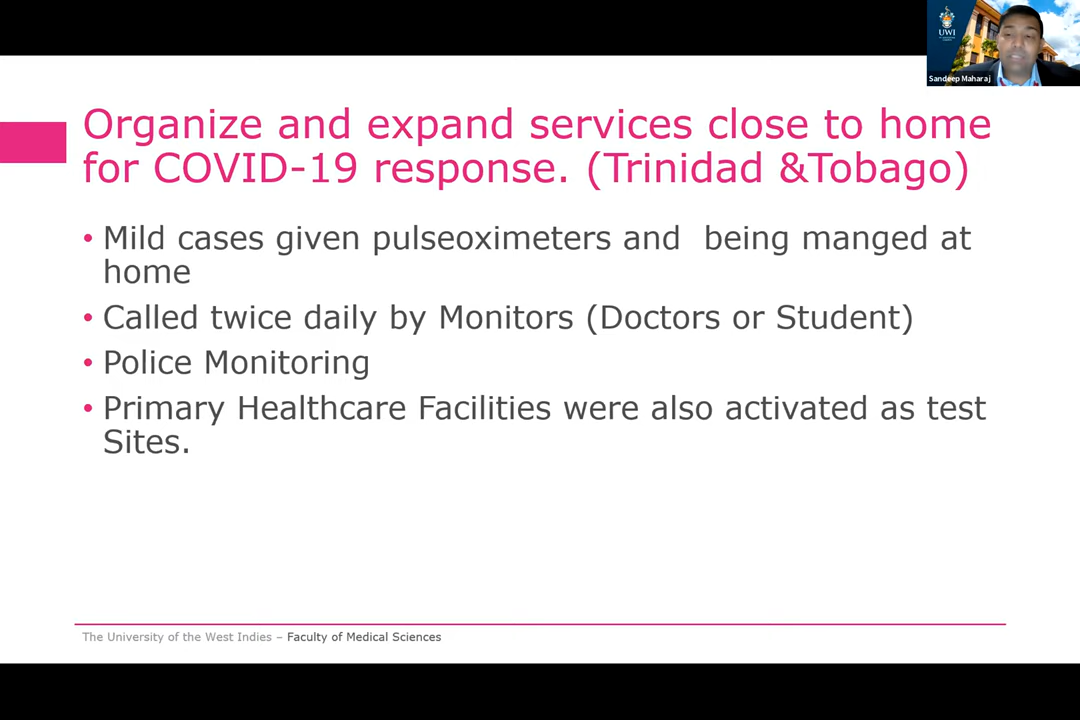 UWI
Sandeep Maharaj
Organize and expand services close to home
for COVID-19 response. (Trinidad &Tobago)
• Mild cases given pulseoximeters and  being manged at
home
• Called twice daily by Monitors (Doctors or Student)
• Police Monitoring
• Primary Healthcare Facilities were also activated as test
Sites.
The University of the West Indies – Faculty of Medical Sciences